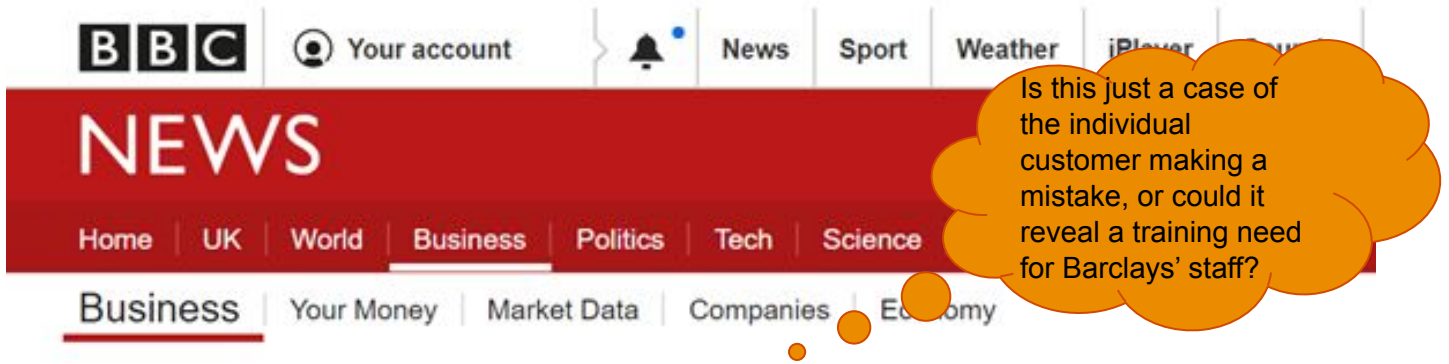 BBC Your account News Sport Weather
Is this just a case of
the individual
customer making a
mistake, or could it
reveal a training need
for Barclays’ staff?
NEWS
Home UK World Business Politics Tech Science
Business Your Money Market Data Companies